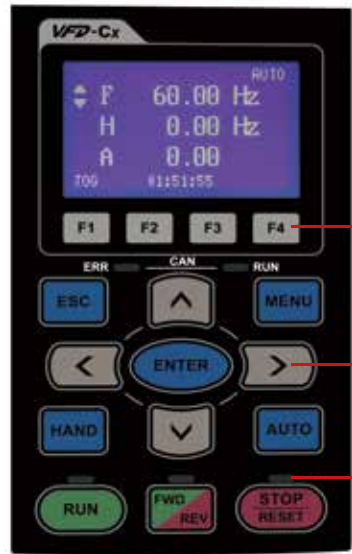 VFD-Cx
AUTO
F 60.00 Hz
H 0.00 Hz
A 0.00
JOG 01:51:55
F1 F2 F3 F4
ERR CAN RUN
ESC MENU
ENTER
HAND AUTO
RUN FWD REV STOP RESET